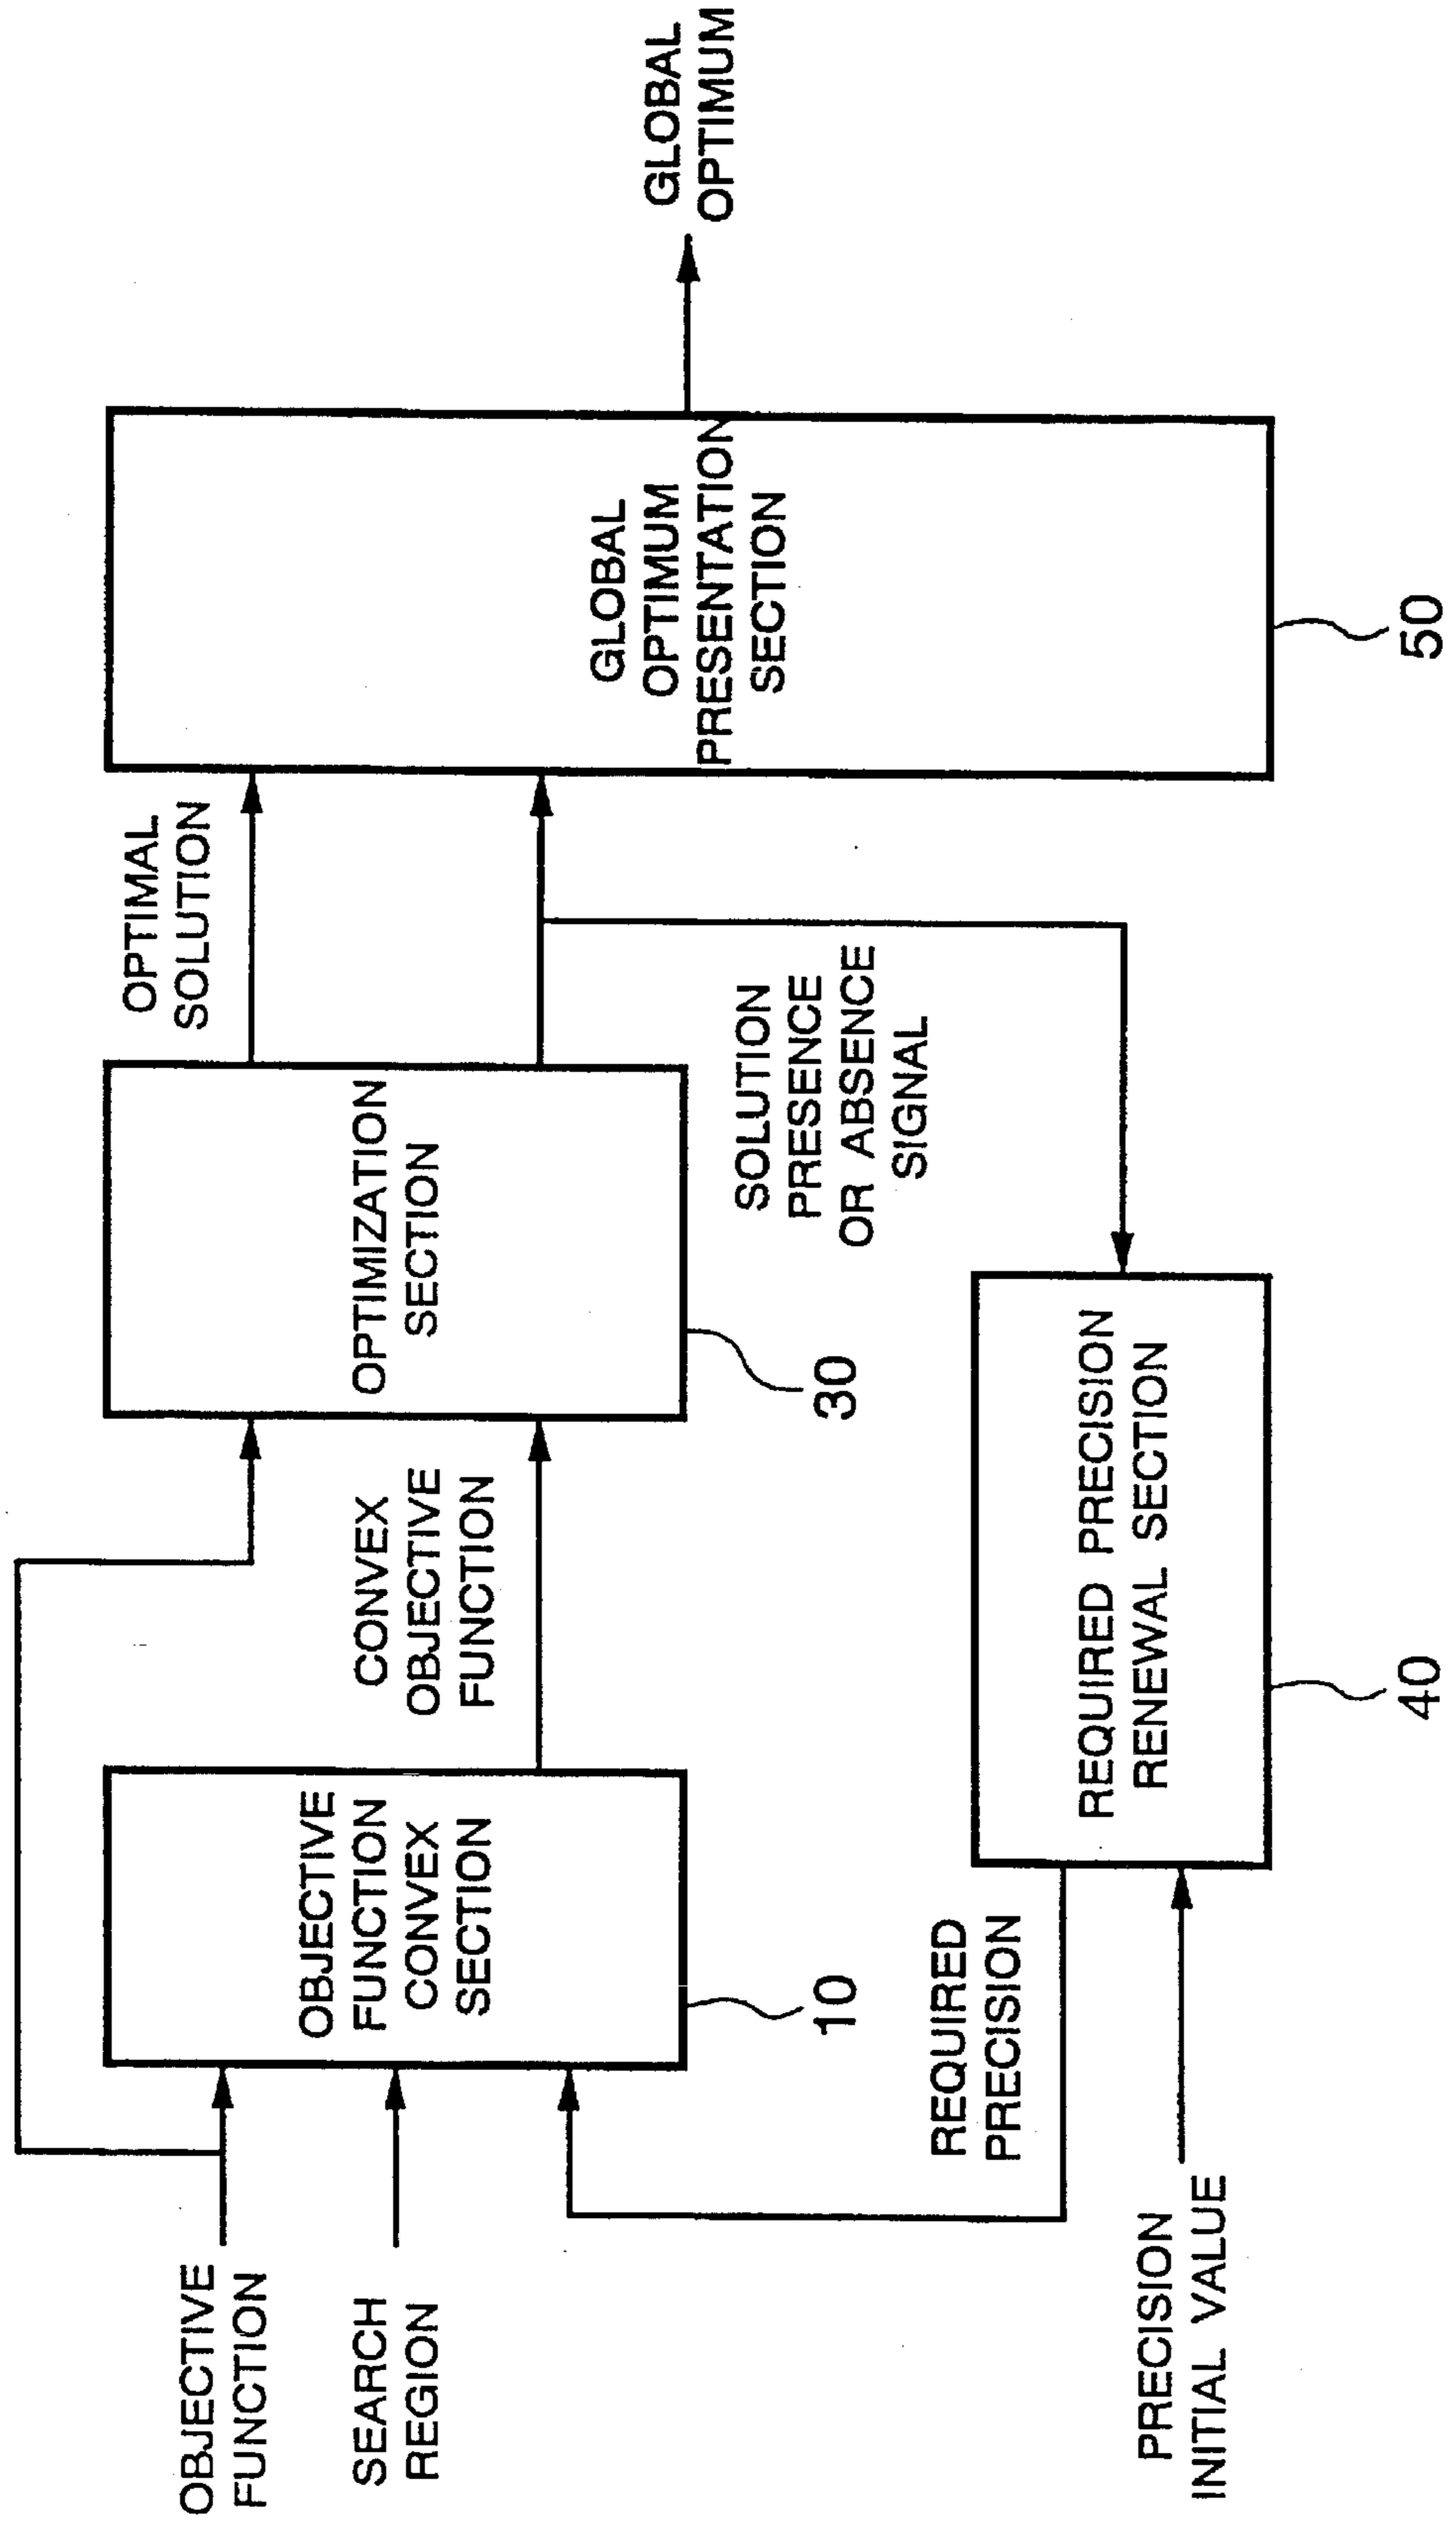 OBJECTIVE
FUNCTION
SEARCH
REGION
OBJECTIVE
FUNCTION
CONVEX
SECTION
10
CONVEX
OBJECTIVE
FUNCTION
OPTIMIZATION
SECTION
30
OPTIMAL
SOLUTION
SOLUTION
PRESENCE
OR ABSENCE
SIGNAL
GLOBAL
OPTIMUM
PRESENTATION
SECTION
50
GLOBAL
OPTIMUM
REQUIRED
PRECISION
PRECISION
INITIAL VALUE
REQUIRED PRECISION
RENEWAL SECTION
40